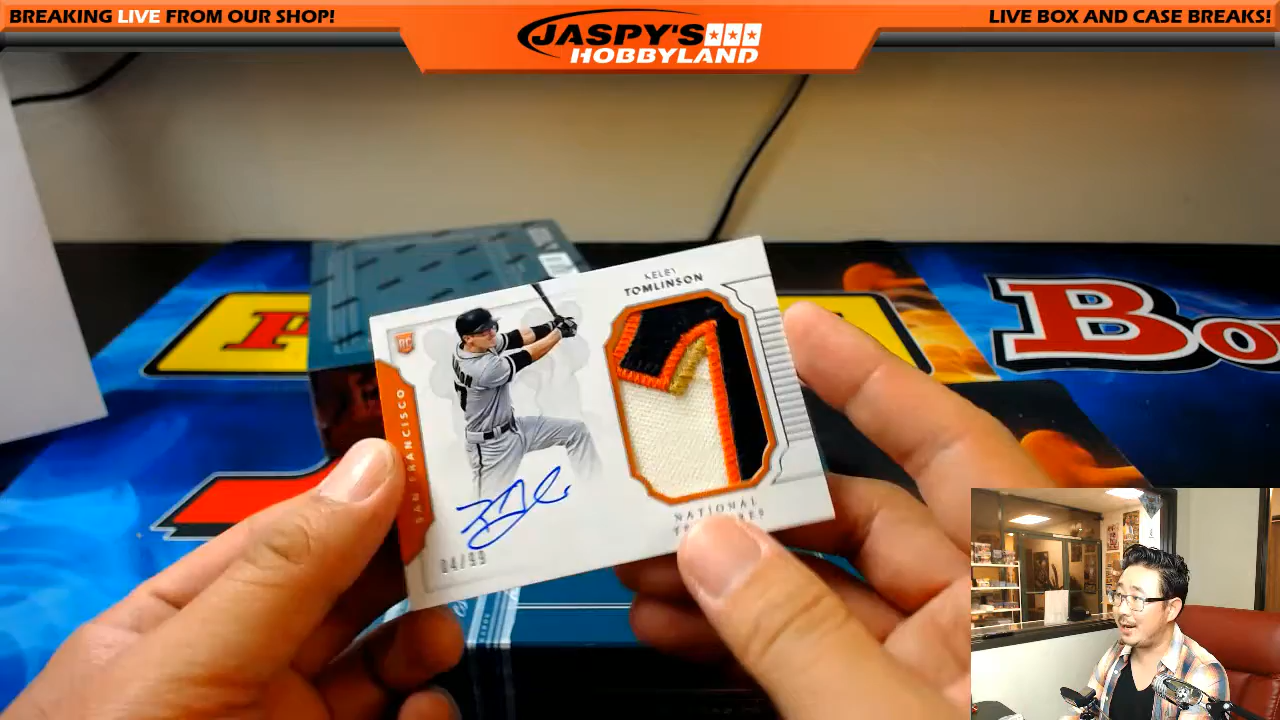 BREAKING LIVE FROM OUR SHOP!
JASPY'S
HOBBYLAND
LIVE BOX AND CASE BREAKS!
KELBY
TOMLINSON
RC
SAN FRANCISCO
NATIONAL
04/99
BO